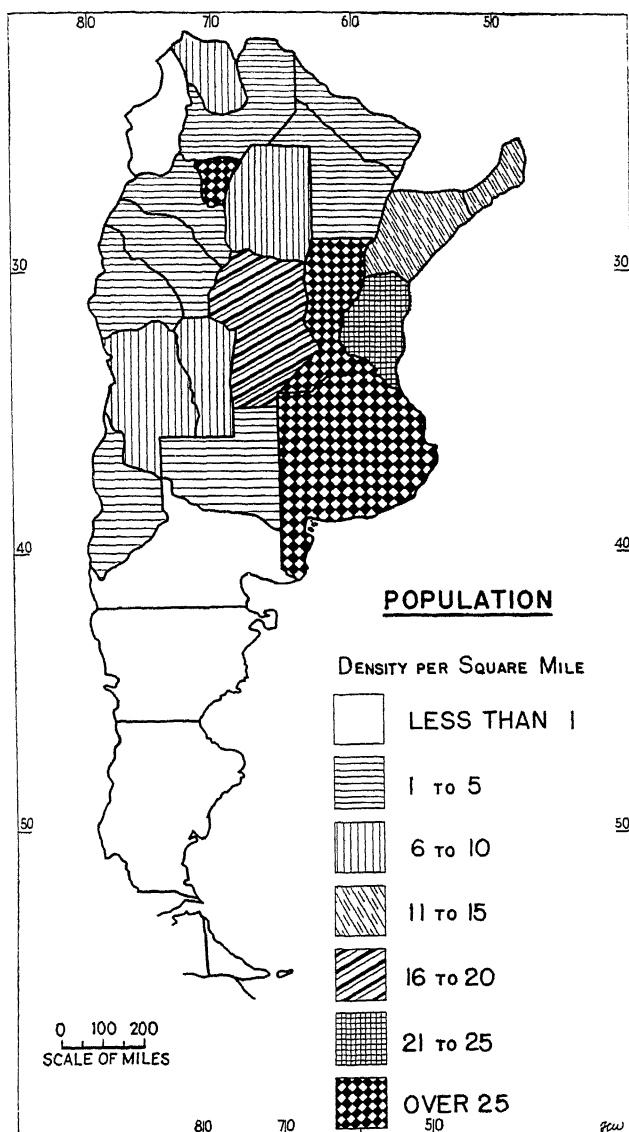 80 70 60 50
30 30
40 40
POPULATION
DENSITY PER SQUARE MILE
LESS THAN 1
1 TO 5
6 TO 10
50 50
11 TO 15
16 TO 20
21 TO 25
OVER 25
0 100 200
SCALE OF MILES
80 70 60 50